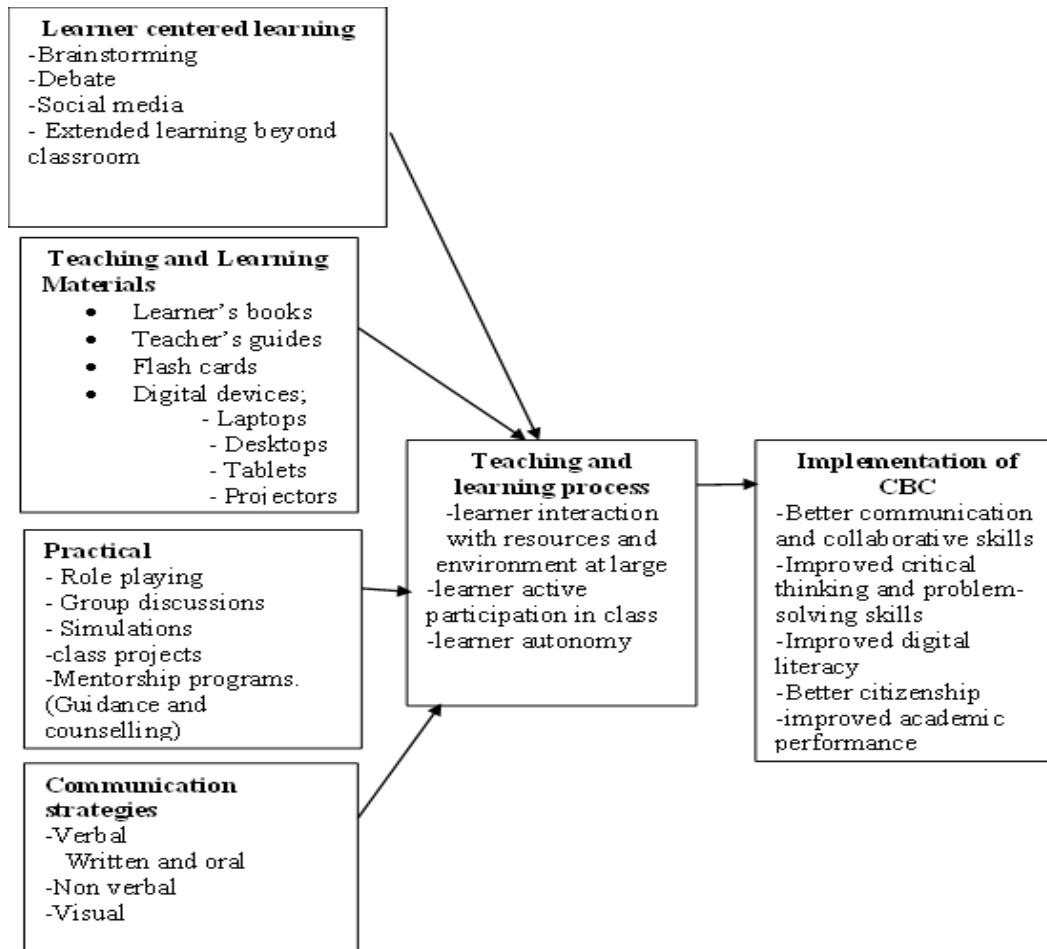 Learner centered learning
-Brainstorming
-Debate
-Social media
- Extended learning beyond
classroom
Teaching and Learning
Materials
• Learner’s books
• Teacher’s guides
• Flash cards
• Digital devices;
- Laptops
- Desktops
- Tablets
- Projectors
Practical
- Role playing
- Group discussions
- Simulations
-class projects
-Mentorship programs.
(Guidance and
counselling)
Communication
strategies
-Verbal
Written and oral
-Non verbal
-Visual
Teaching and
learning process
-learner interaction
with resources and
environment at large
-learner active
participation in class
-learner autonomy
Implementation of
CBC
-Better communication
and collaborative skills
-Improved critical
thinking and problem-
solving skills
-Improved digital
literacy
-Better citizenship
-improved academic
performance